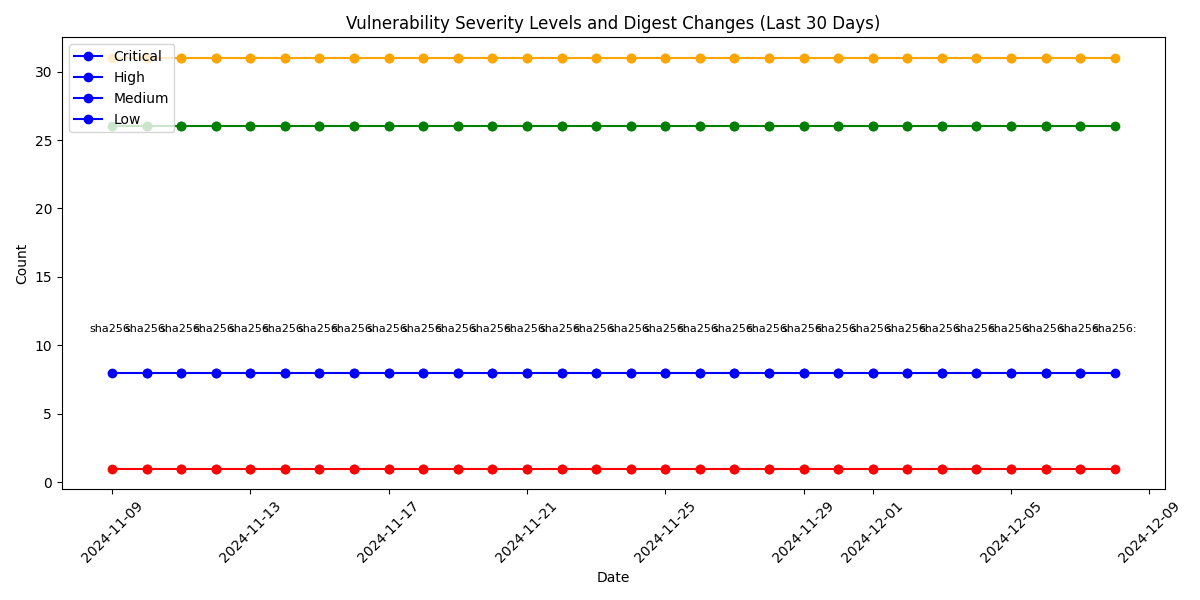 Vulnerability Severity Levels and Digest Changes (Last 30 Days)
Critical
High
Medium
Low
30
25
20
15
10
5
0
Count
sha256: sha256: sha256: sha256: sha256: sha256: sha256: sha256: sha256: sha256: sha256: sha256: sha256: sha256: sha256: sha256: sha256: sha256: sha256: sha256: sha256: sha256: sha256: sha256: sha256: sha256: sha256: sha256: sha256: sha256:
2024-11-09 2024-11-13 2024-11-17 2024-11-21 2024-11-25 2024-11-29 2024-12-01 2024-12-05 2024-12-09
Date